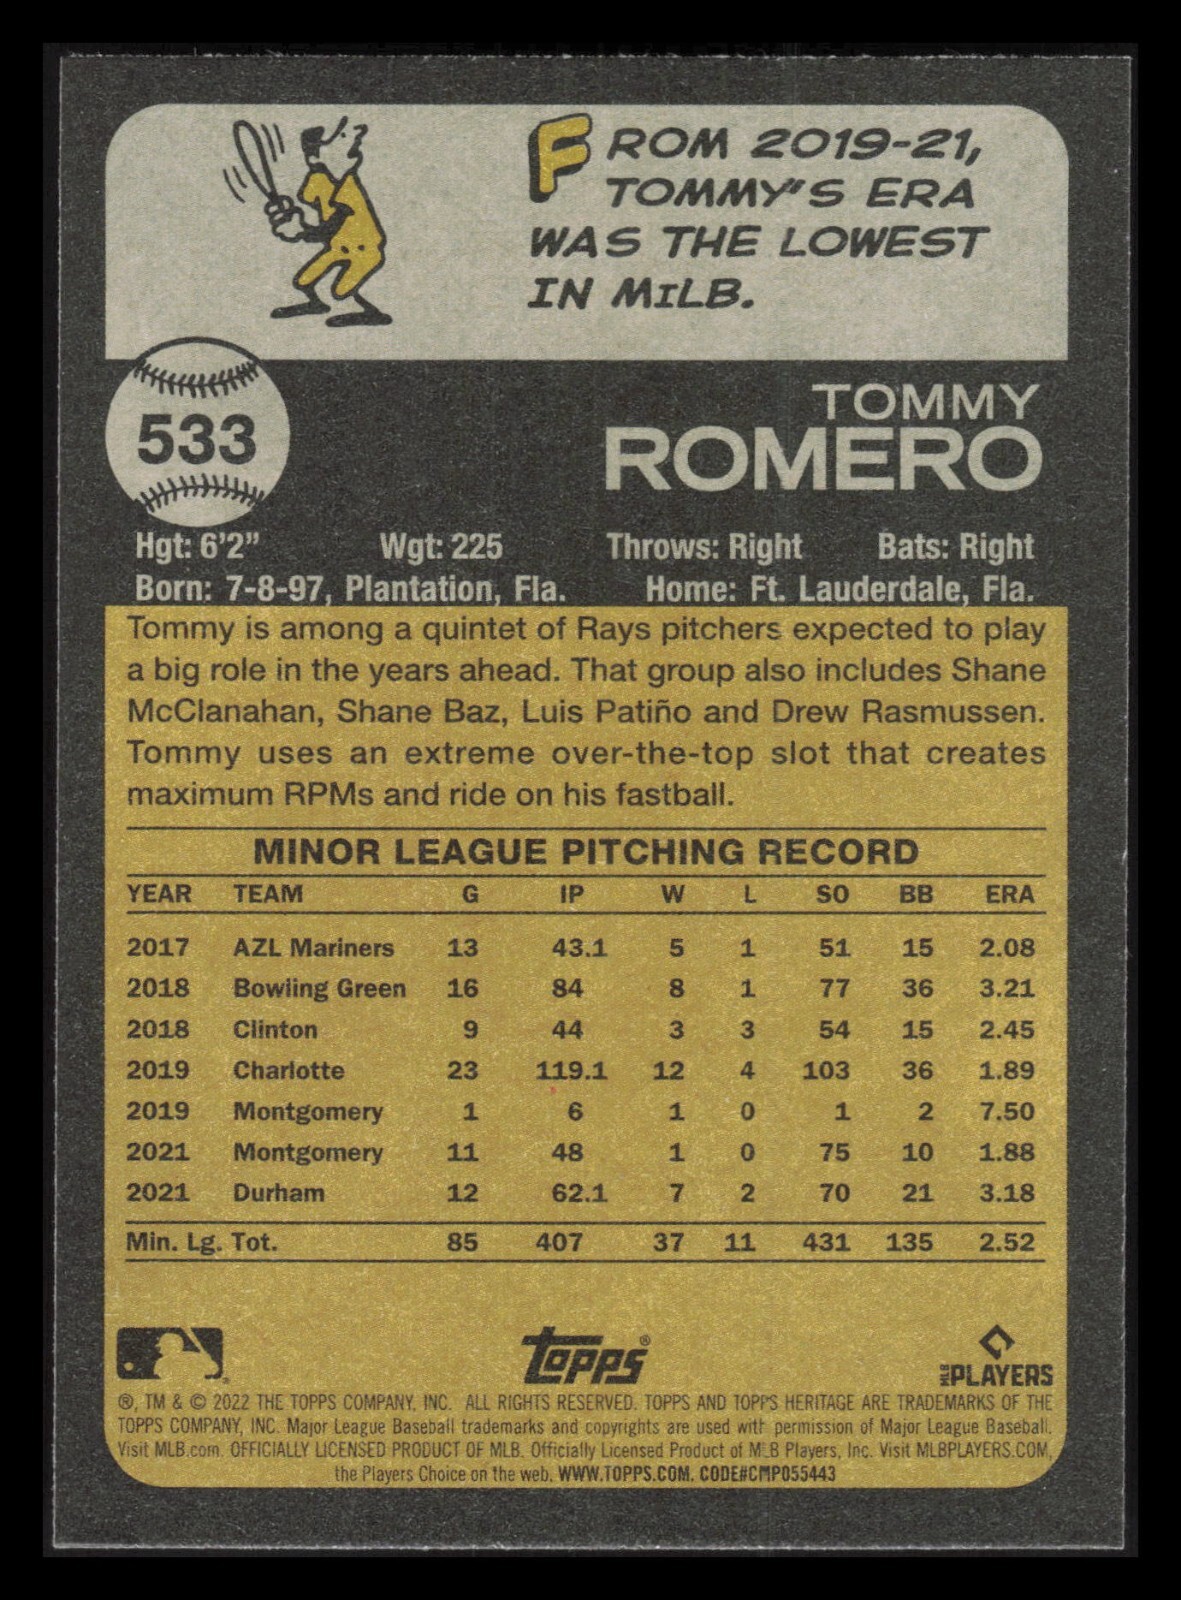 FROM 2019-21,
TOMMY'S ERA
WAS THE LOWEST
IN MiLB.
533
TOMMY
ROMERO
Hgt: 6'2" Wgt: 225 Throws: Right Bats: Right
Born: 7-8-97, Plantation, Fla. Home: Ft. Lauderdale, Fla.
Tommy is among a quintet of Rays pitchers expected to play
a big role in the years ahead. That group also includes Shane
McClanahan, Shane Baz, Luis Patiño and Drew Rasmussen.
Tommy uses an extreme over-the-top slot that creates
maximum RPMs and ride on his fastball.
MINOR LEAGUE PITCHING RECORD
YEAR TEAM G IP W L SO BB ERA
2017 AZL Mariners 13 43.1 5 1 51 15 2.08
2018 Bowling Green 16 84 8 1 77 36 3.21
2018 Clinton 9 44 3 3 54 15 2.45
2019 Charlotte 23 119.1 12 4 103 36 1.89
2019 Montgomery 1 6 1 0 1 2 7.50
2021 Montgomery 11 48 1 0 75 10 1.88
2021 Durham 12 62.1 7 2 70 21 3.18
Min. Lg. Tot. 85 407 37 11 431 135 2.52
Topps®
MLB PLAYERS
®, TM & © 2022 THE TOPPS COMPANY, INC. ALL RIGHTS RESERVED. TOPPS AND TOPPS HERITAGE ARE TRADEMARKS OF THE
TOPPS COMPANY, INC. Major League Baseball trademarks and copyrights are used with permission of Major League Baseball.
Visit MLB.com. OFFICIALLY LICENSED PRODUCT OF MLB. Officially Licensed Product of MLB Players, Inc. Visit MLBPLAYERS.COM,
the Players Choice on the web. WWW.TOPPS.COM. CODE#CMP055443